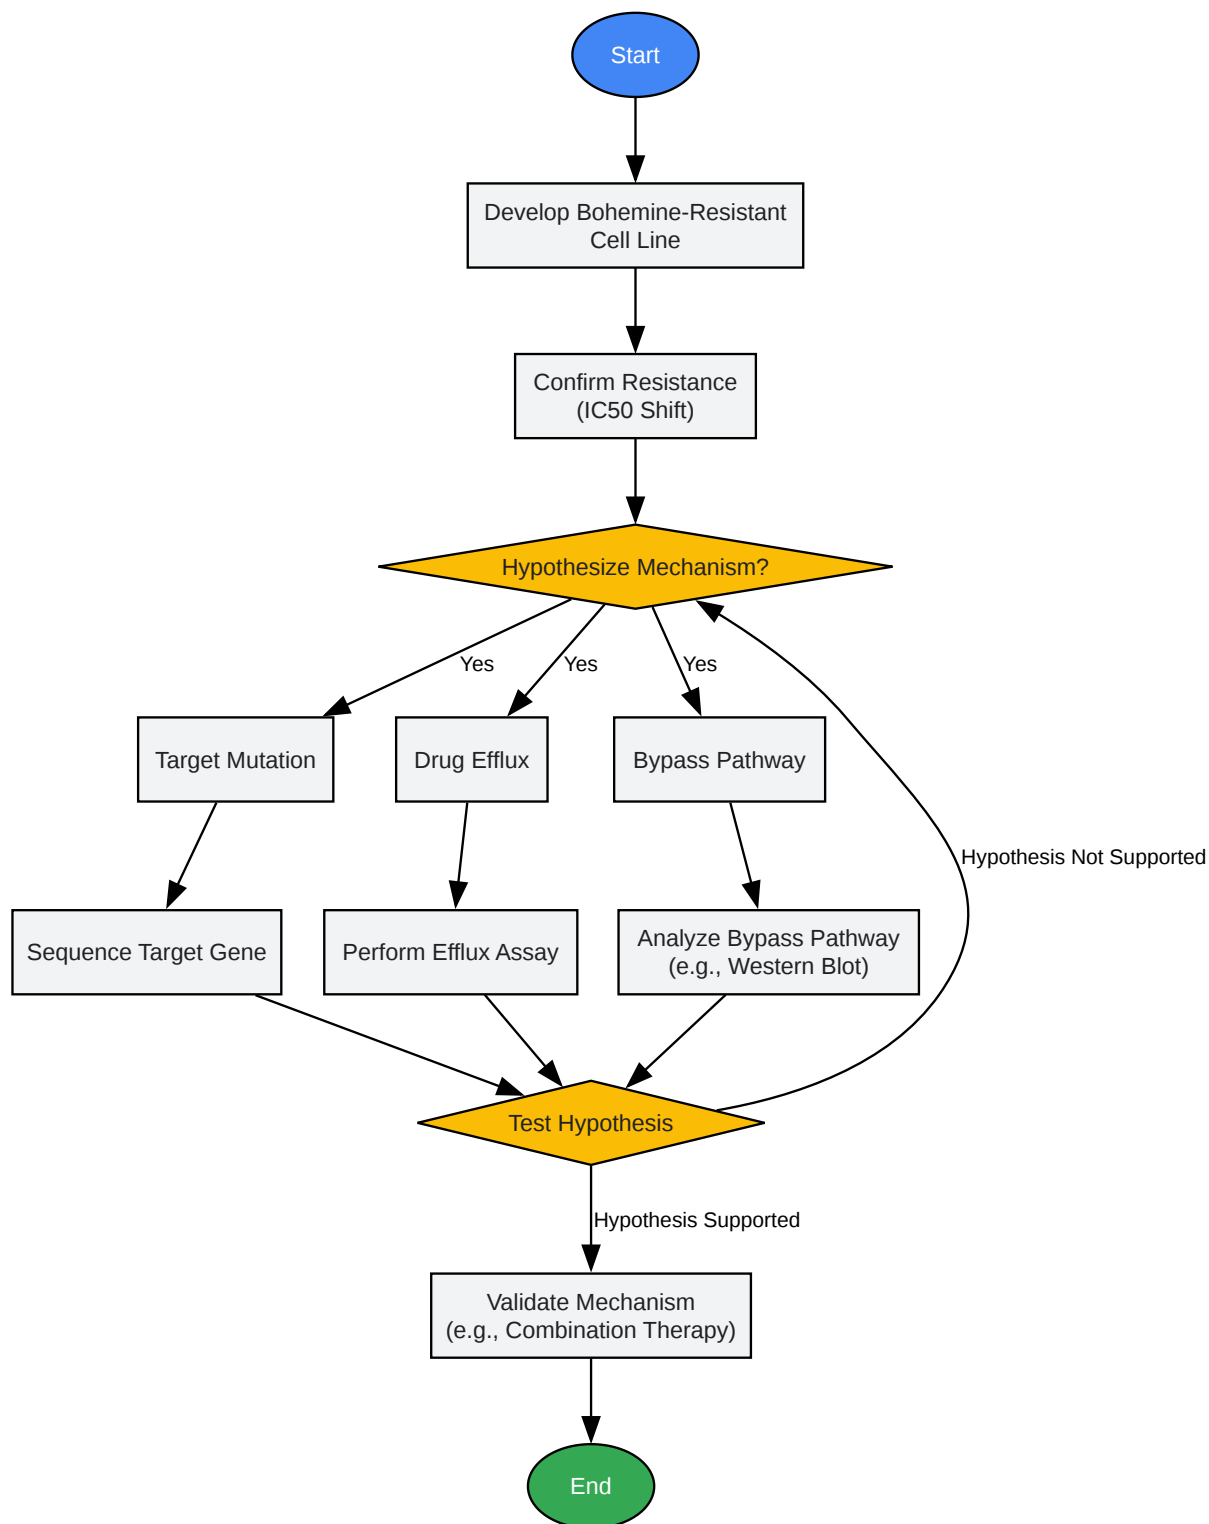 Start
Develop Bohemine-Resistant
Cell Line
Confirm Resistance
(IC50 Shift)
Hypothesize Mechanism?
Yes
Yes
Yes
Target Mutation
Drug Efflux
Bypass Pathway
Hypothesis Not Supported
Sequence Target Gene
Perform Efflux Assay
Analyze Bypass Pathway
(e.g., Western Blot)
Test Hypothesis
Hypothesis Supported
Validate Mechanism
(e.g., Combination Therapy)
End